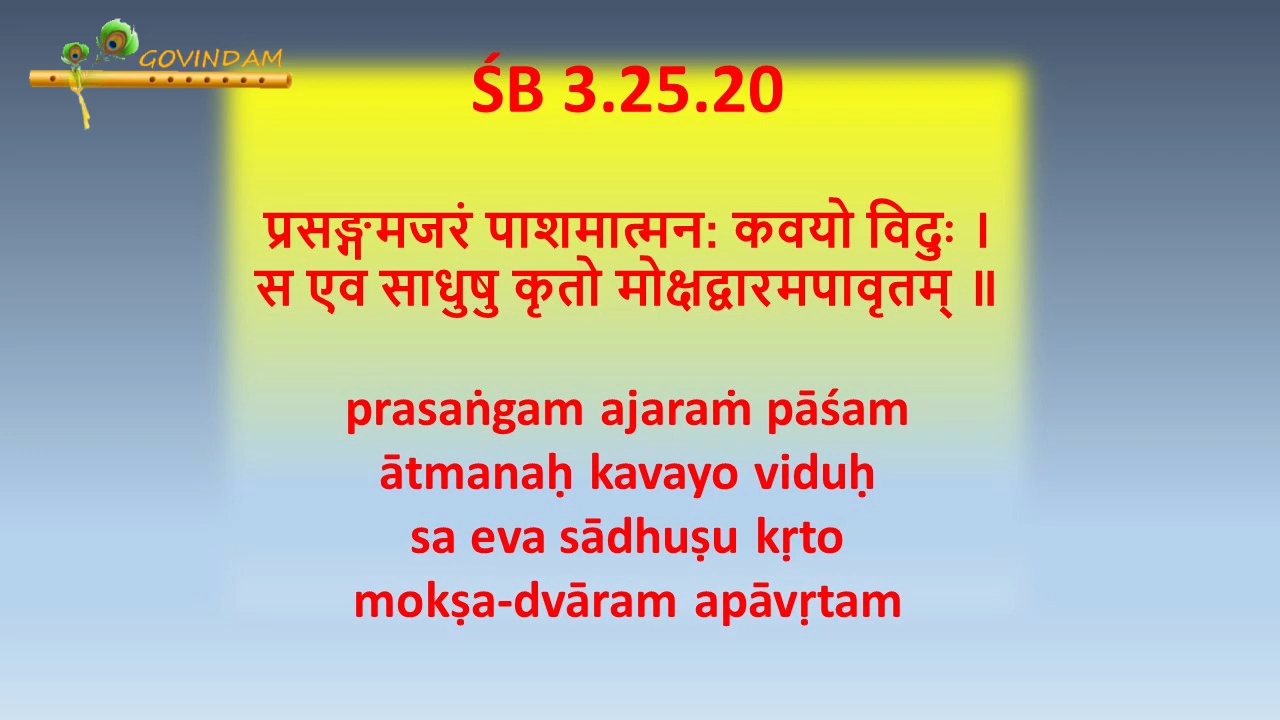 GOVINDAM
ŚB 3.25.20
प्रसङ्गमजरं पाशमात्मन: कवयो विदुः ।
स एव साधुषु कृतो मोक्षद्वारमपावृतम् ॥
prasaṅgam ajaraṁ pāśam
ātmanaḥ kavayo viduḥ
sa eva sādhuṣu kṛto
mokṣa-dvāram apāvṛtam